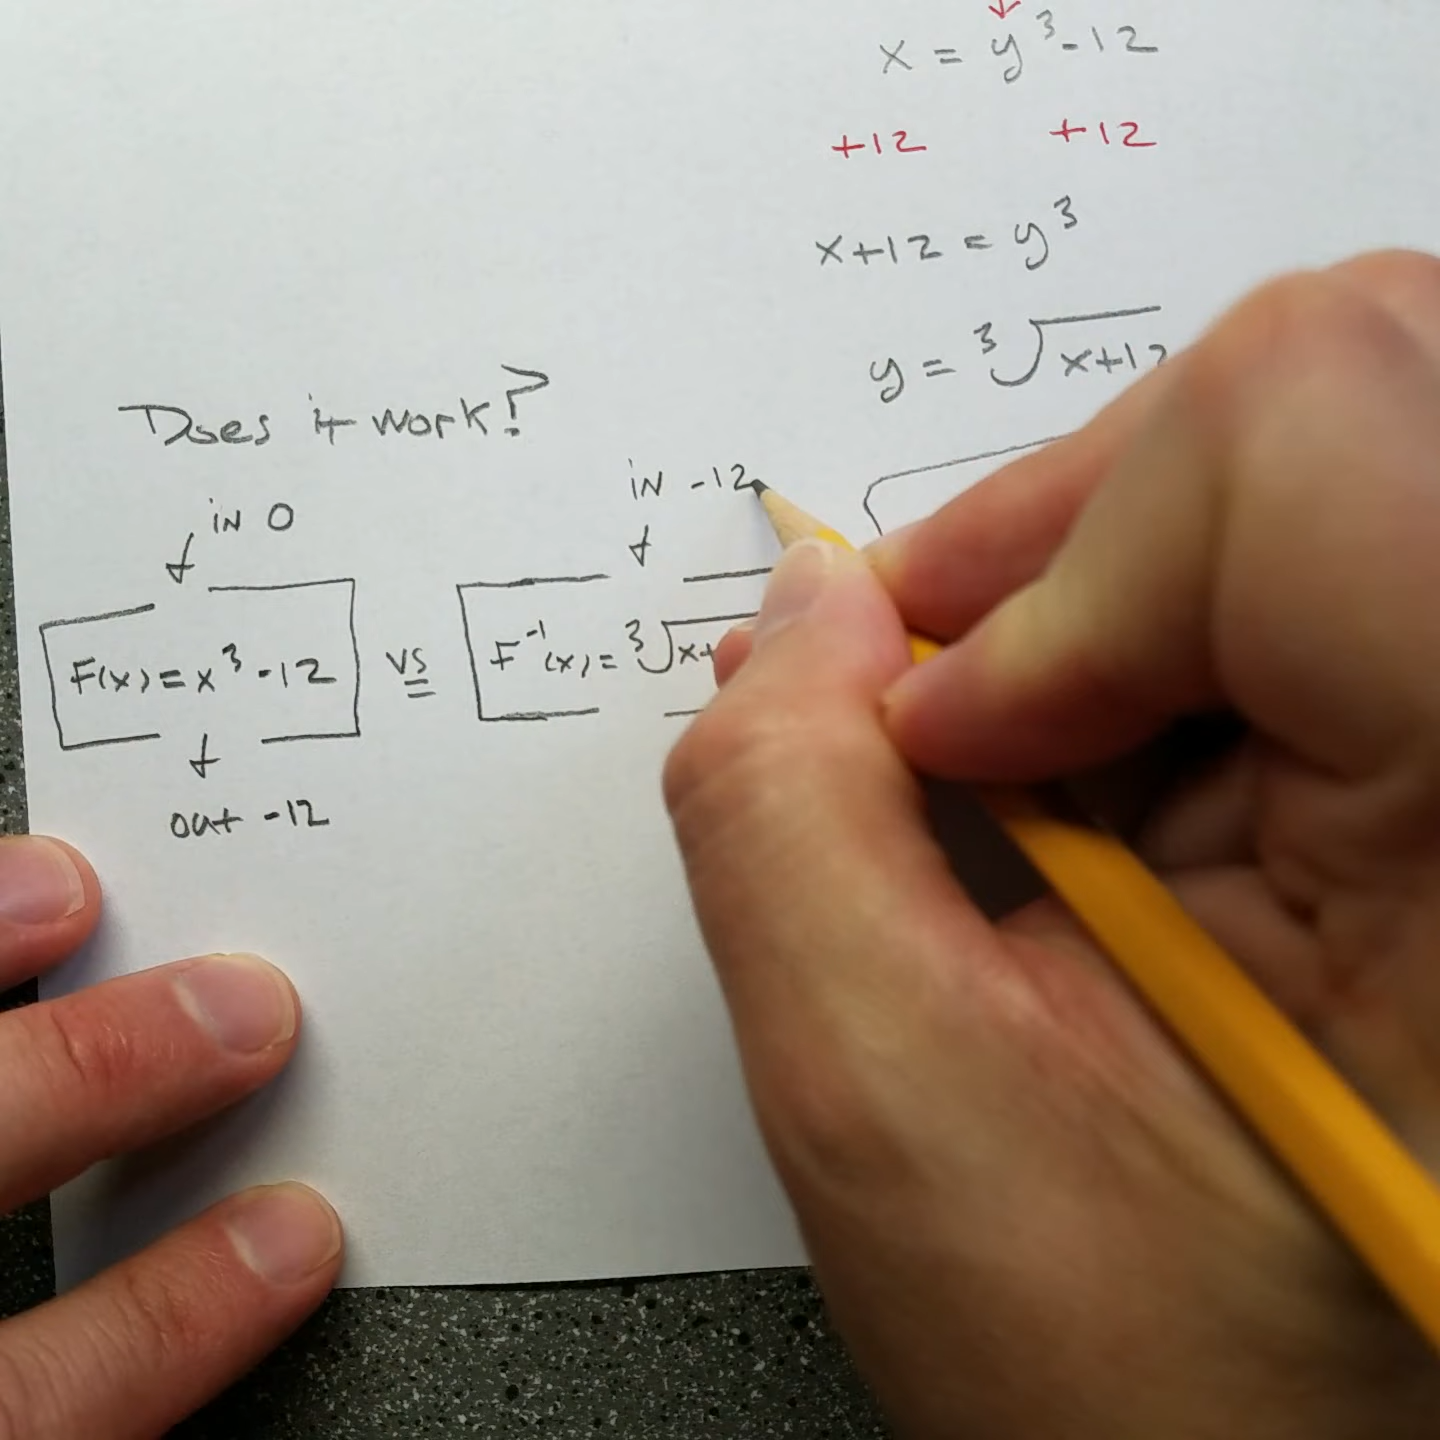 x = y³-12
+12 +12
x+12 = y³
y = ³√x+12
Does it work?
in 0
in -12
F(x)=x³-12
vs
F⁻¹(x)=³√x+
out -12